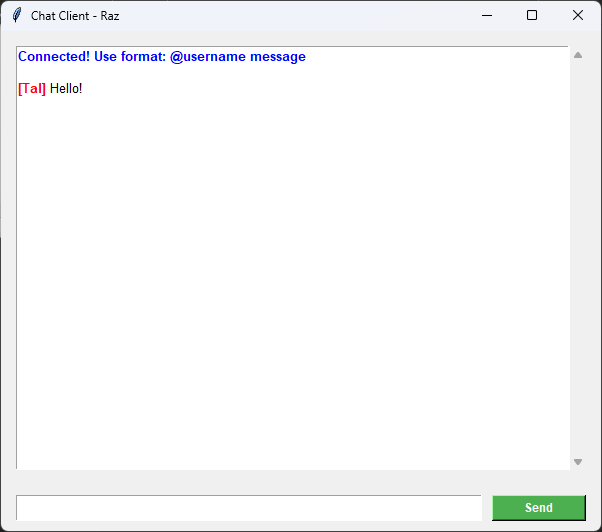 Chat Client - Raz
Connected! Use format: @username message
[Tal] Hello!
Send